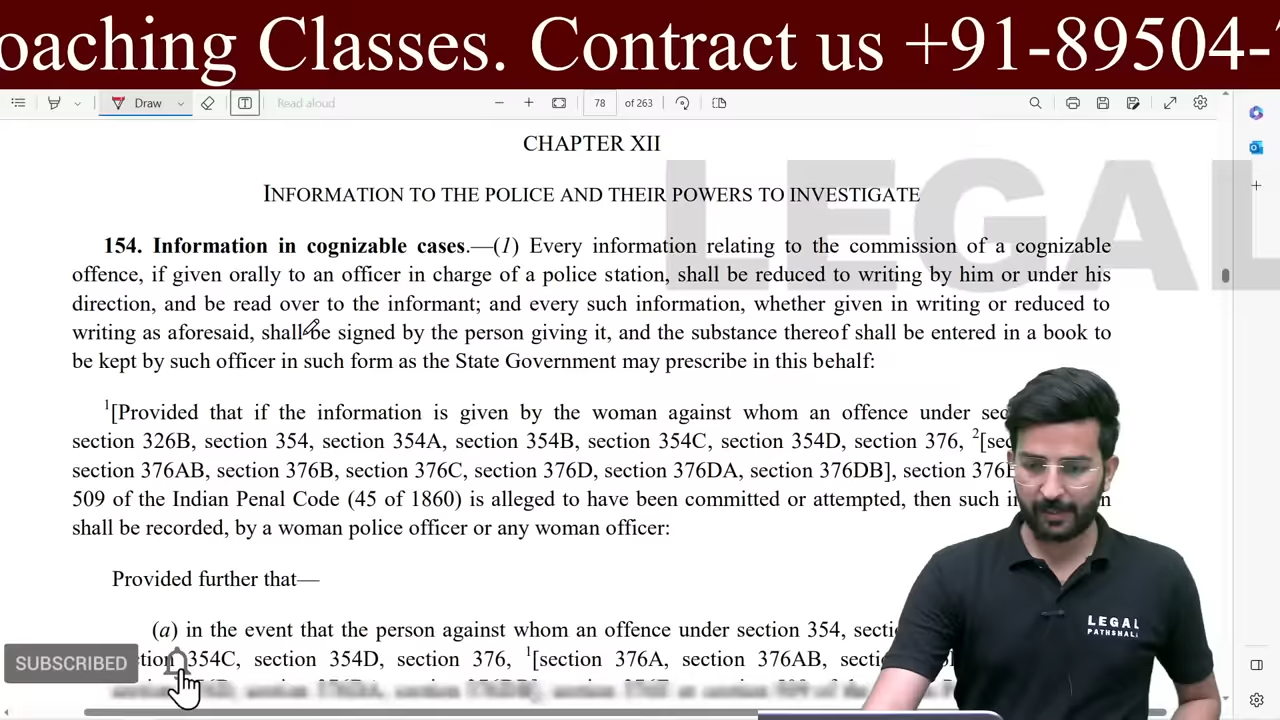 oaching Classes. Contract us +91-89504-
Draw
Read aloud
78 of 263
CHAPTER XII
LEGAL
INFORMATION TO THE POLICE AND THEIR POWERS TO INVESTIGATE
154. Information in cognizable cases.—(1) Every information relating to the commission of a cognizable
offence, if given orally to an officer in charge of a police station, shall be reduced to writing by him or under his
direction, and be read over to the informant; and every such information, whether given in writing or reduced to
writing as aforesaid, shall be signed by the person giving it, and the substance thereof shall be entered in a book to
be kept by such officer in such form as the State Government may prescribe in this behalf:
1[Provided that if the information is given by the woman against whom an offence under
section 326B, section 354, section 354A, section 354B, section 354C, section 354D, section 376, 2[
section 376AB, section 376B, section 376C, section 376D, section 376DA, section 376DB], section
509 of the Indian Penal Code (45 of 1860) is alleged to have been committed or attempted, then such
shall be recorded, by a woman police officer or any woman officer:
Provided further that—
(a) in the event that the person against whom an offence under section 354,
354C, section 354D, section 376, 1[section 376A, section 376AB,
SUBSCRIBED
LEGAL
PATHSHALA